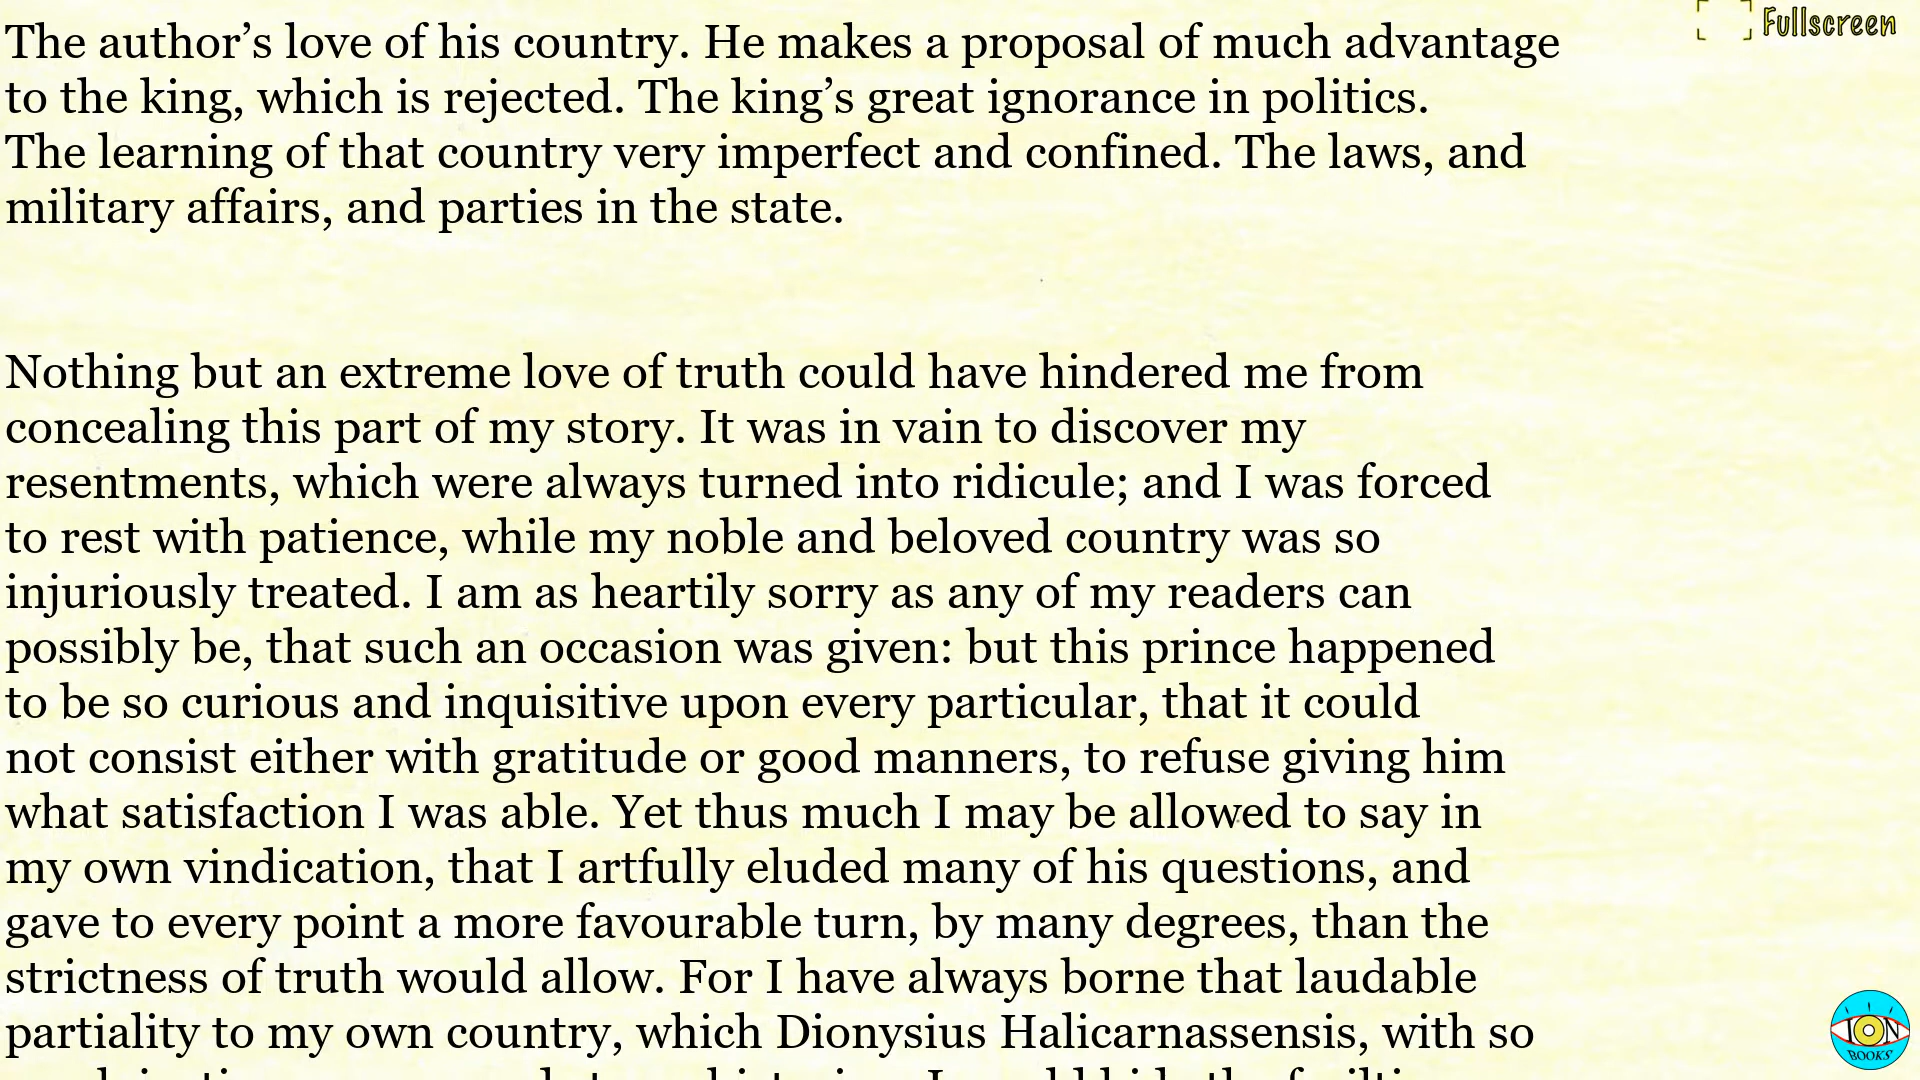 The author’s love of his country. He makes a proposal of much advantage
Fullscreen
to the king, which is rejected. The king’s great ignorance in politics.
The learning of that country very imperfect and confined. The laws, and
military affairs, and parties in the state.
Nothing but an extreme love of truth could have hindered me from
concealing this part of my story. It was in vain to discover my
resentments, which were always turned into ridicule; and I was forced
to rest with patience, while my noble and beloved country was so
injuriously treated. I am as heartily sorry as any of my readers can
possibly be, that such an occasion was given: but this prince happened
to be so curious and inquisitive upon every particular, that it could
not consist either with gratitude or good manners, to refuse giving him
what satisfaction I was able. Yet thus much I may be allowed to say in
my own vindication, that I artfully eluded many of his questions, and
gave to every point a more favourable turn, by many degrees, than the
strictness of truth would allow. For I have always borne that laudable
partiality to my own country, which Dionysius Halicarnassensis, with so
ION
BOOKS